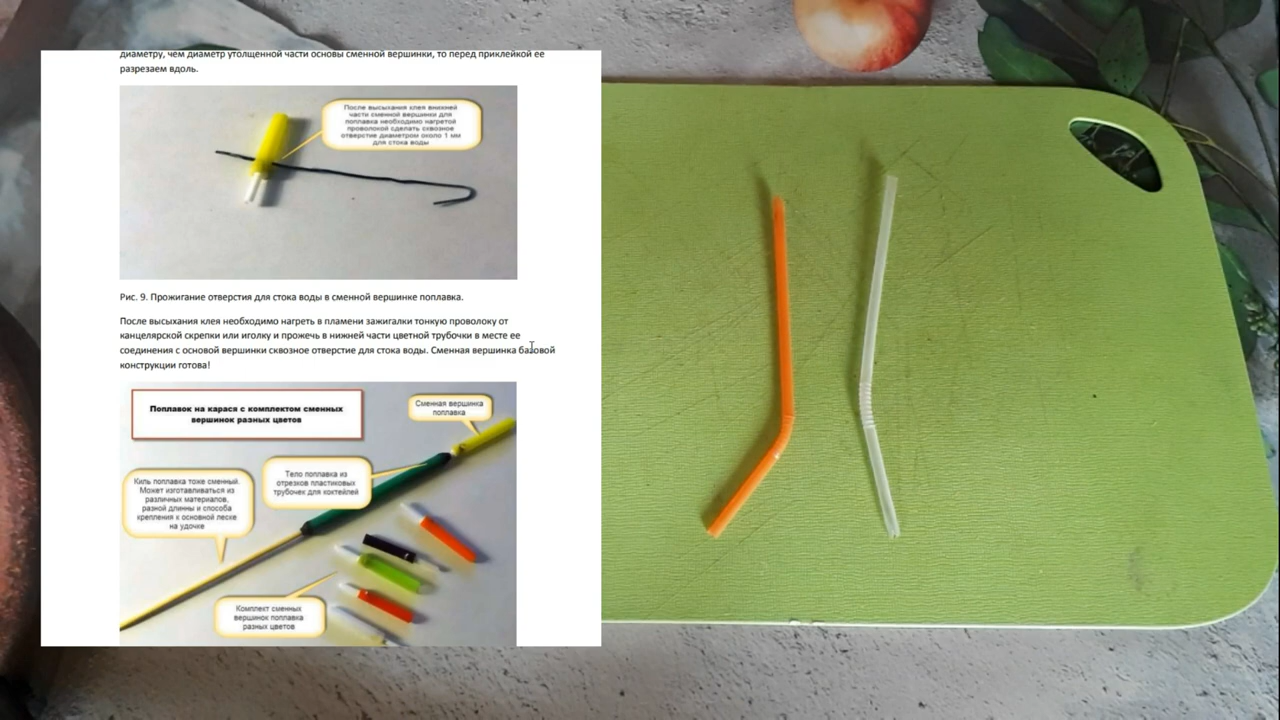 диаметру, чем диаметр утолщенной части основы сменной вершинки, то перед приклейкой ее
разрезаем вдоль.
После высыхания клея внижней
части сменной вершинки для
поплавка необходимо нагретой
проволокой сделать сквозное
отверстие диаметром около 1 мм
для стока воды
Рис. 9. Прожигание отверстия для стока воды в сменной вершинке поплавка.
После высыхания клея необходимо нагреть в пламени зажигалки тонкую проволоку от
канцелярской скрепки или иголку и прожечь в нижней части цветной трубочки в месте ее
соединения с основой вершинки сквозное отверстие для стока воды. Сменная вершинка базовой
конструкции готова!
Поплавок на карася с комплектом сменных
вершинок разных цветов
Сменная вершинка
поплавка
Тело поплавка из
отрезков пластиковых
трубочек для коктейлей
Киль поплавка тоже сменный.
Может изготавливаться из
различных материалов,
разной длинны и способа
крепления к основной леске
на удочке
Комплект сменных
вершинок поплавка
разных цветов